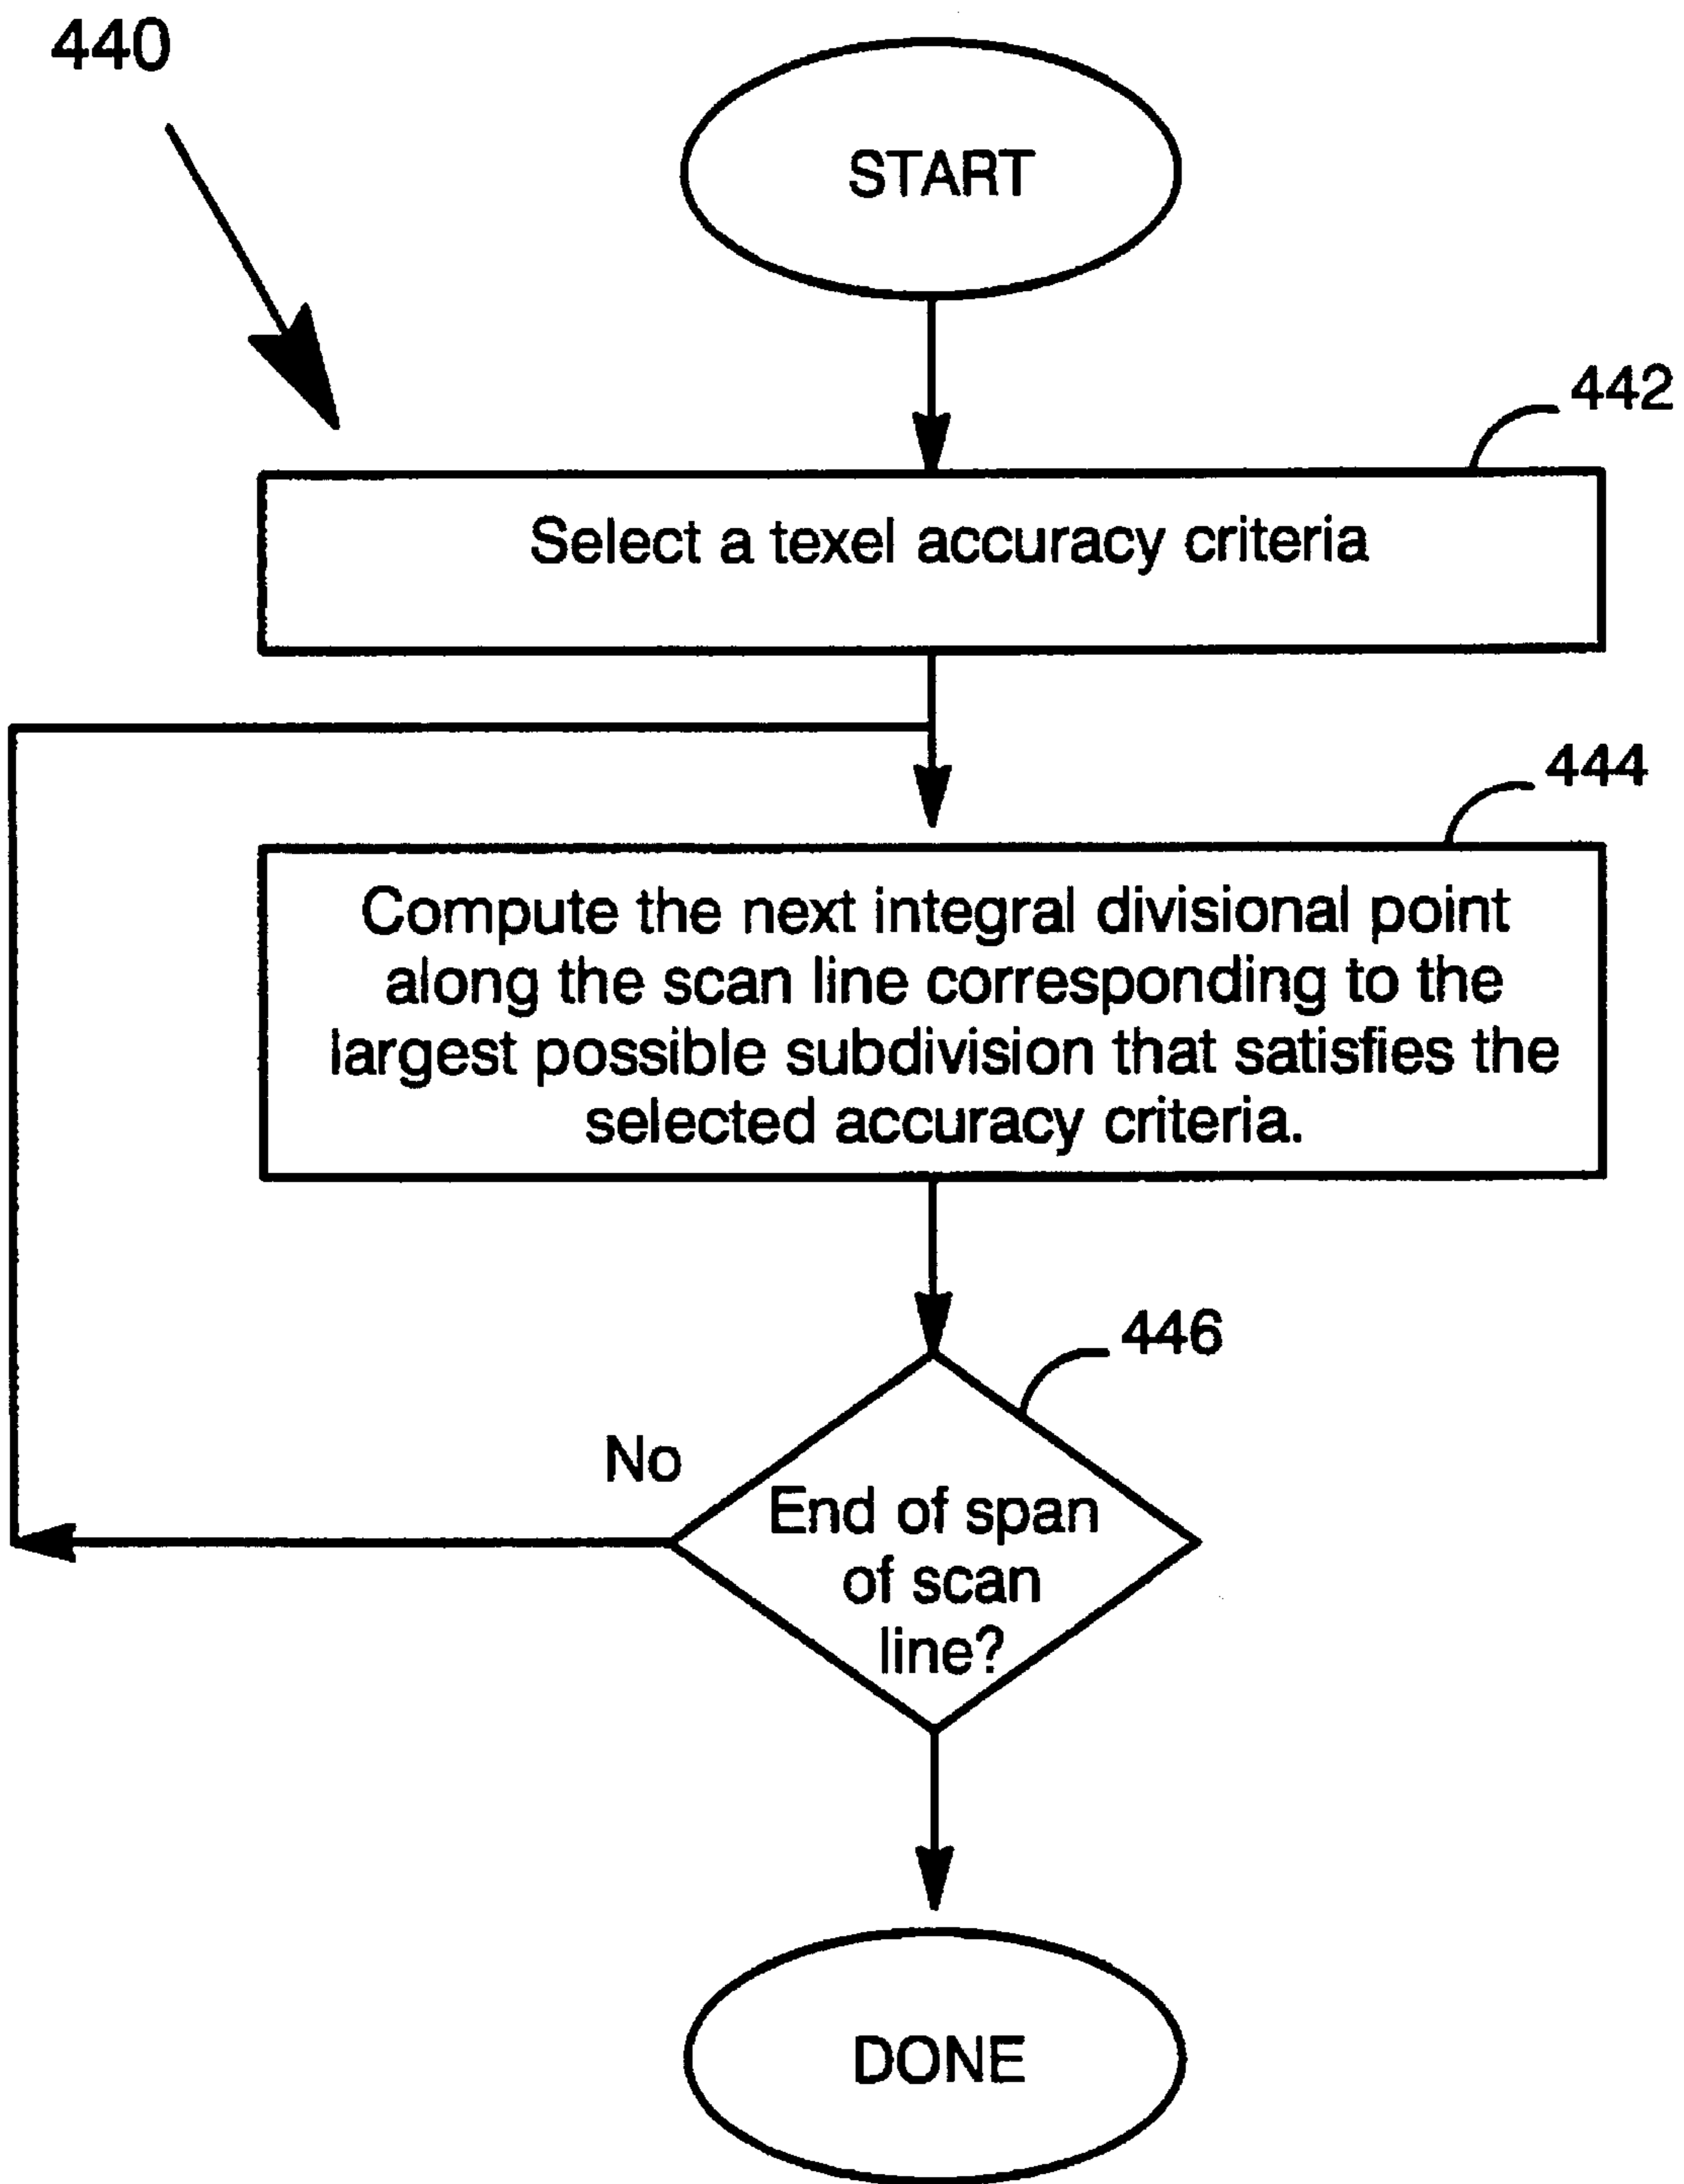 440
START
442
Select a texel accuracy criteria
444
Compute the next integral divisional point
along the scan line corresponding to the
largest possible subdivision that satisfies the
selected accuracy criteria.
446
No
End of span
of scan
line?
DONE